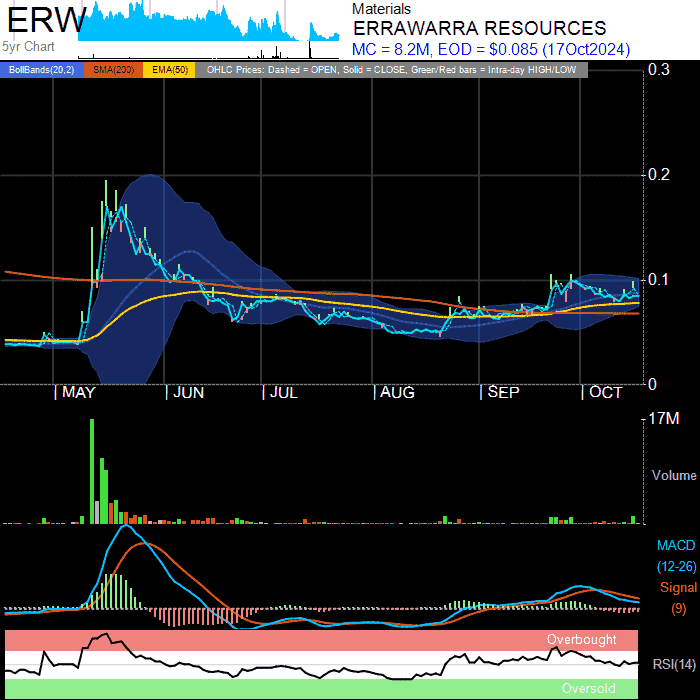 ERW
5yr Chart
Materials
ERRAWARRA RESOURCES
MC = 8.2M, EOD = $0.085 (17Oct2024)
BollBands(20,2) SMA(200) EMA(50) OHLC Prices: Dashed = OPEN, Solid = CLOSE, Green/Red bars = Intra-day HIGH/LOW
0.3
0.2
0.1
0
| MAY | JUN | JUL | AUG | SEP | OCT
17M
Volume
MACD
(12-26)
Signal
(9)
Overbought
RSI(14)
Oversold